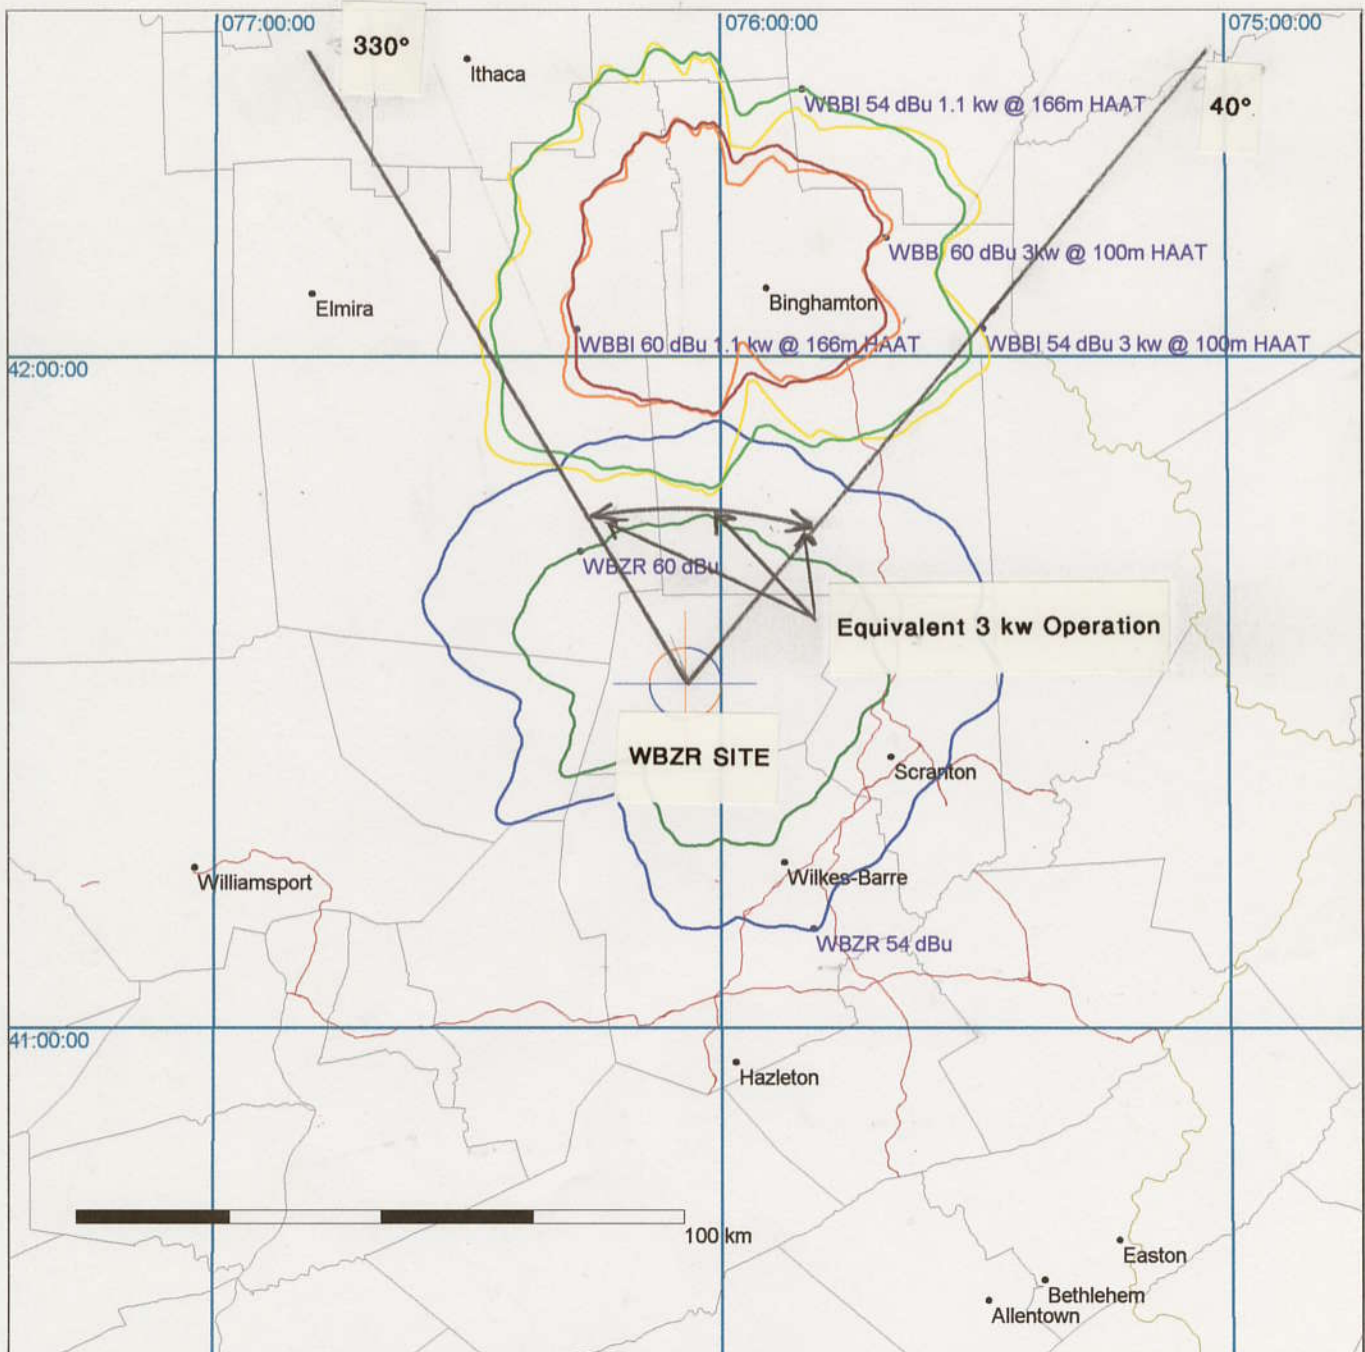 077:00:00
076:00:00
075:00:00
330°
Ithaca
WBBI 54 dBu 1.1 kw @ 166m HAAT
40°
WBBI 60 dBu 3kw @ 100m HAAT
Elmira
Binghamton
WBBI 60 dBu 1.1 kw @ 166m HAAT
WBBI 54 dBu 3 kw @ 100m HAAT
42:00:00
WBZR 60 dBu
Equivalent 3 kw Operation
WBZR SITE
Scranton
Williamsport
Wilkes-Barre
WBZR 54 dBu
41:00:00
Hazleton
100 km
Easton
Bethlehem
Allentown